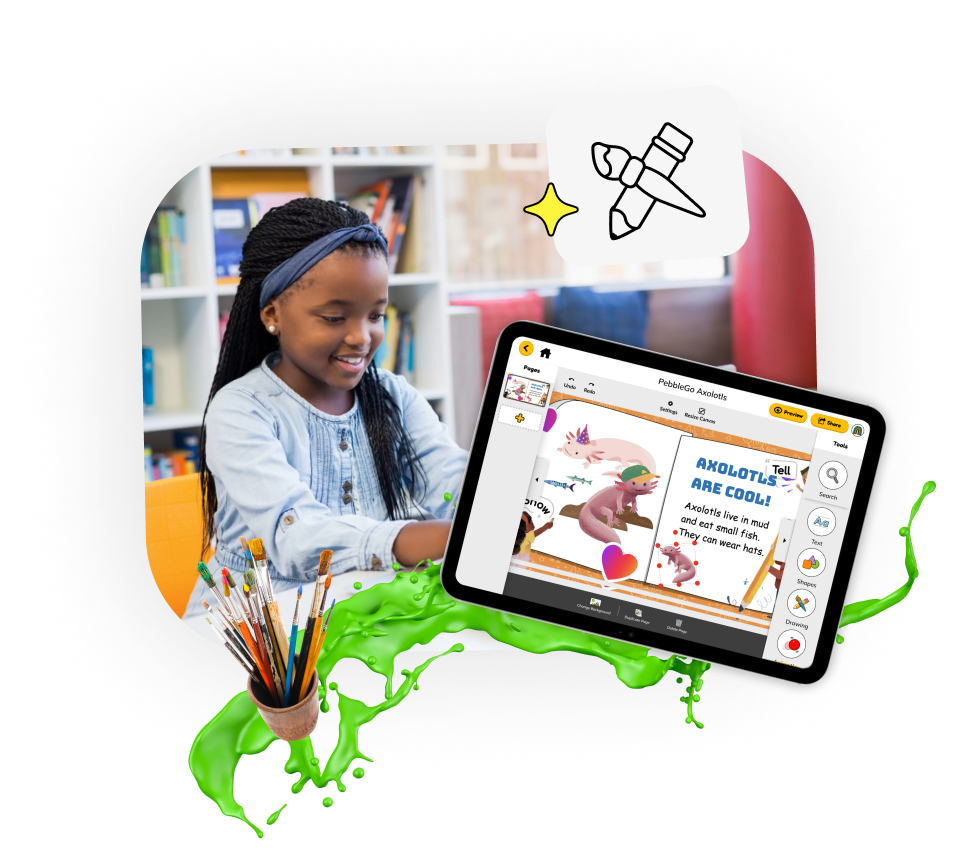 PebbleGo Axolotls
Pages
Undo
Redo
Settings
Resize Canvas
Preview
Share
Tools
AXOLOTLS
ARE COOL!
Tell
Axolotls live in mud
and eat small fish.
They can wear hats.
Search
Text
Shapes
Drawing
Change Background
Duplicate Page
Delete Page